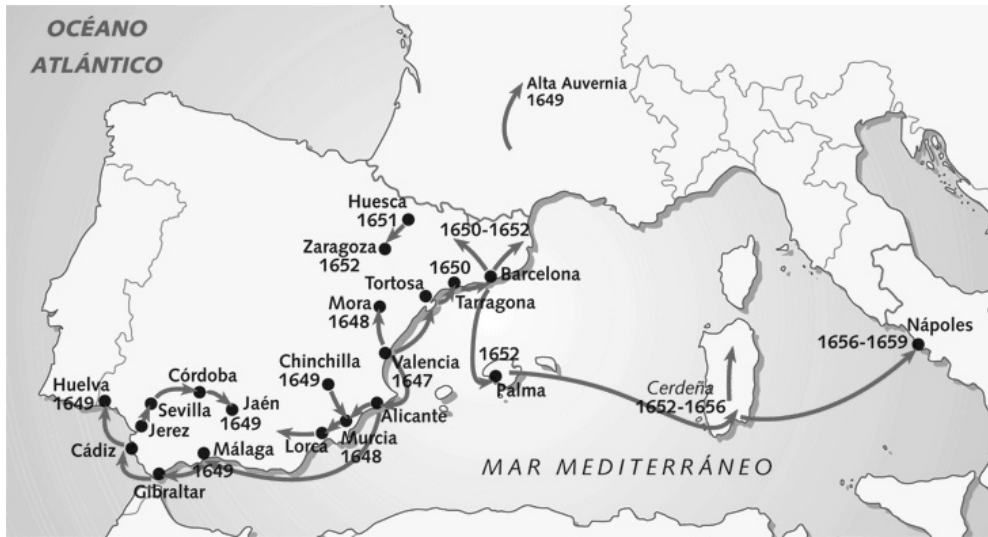 OCÉANO
ATLÁNTICO
Alta Auvernia
1649
Huesca
1651
Zaragoza
1652
1650-1652
1650
Barcelona
Tortosa
Tarragona
Mora
1648
Valencia
1647
Chinchilla
1649
1652
Palma
Nápoles
1656-1659
Cerdeña
1652-1656
Huelva
1649
Córdoba
Sevilla
Jaén
1649
Jerez
Alicante
Murcia
1648
Lorca
Cádiz
Málaga
1649
Gibraltar
MAR MEDITERRÁNEO